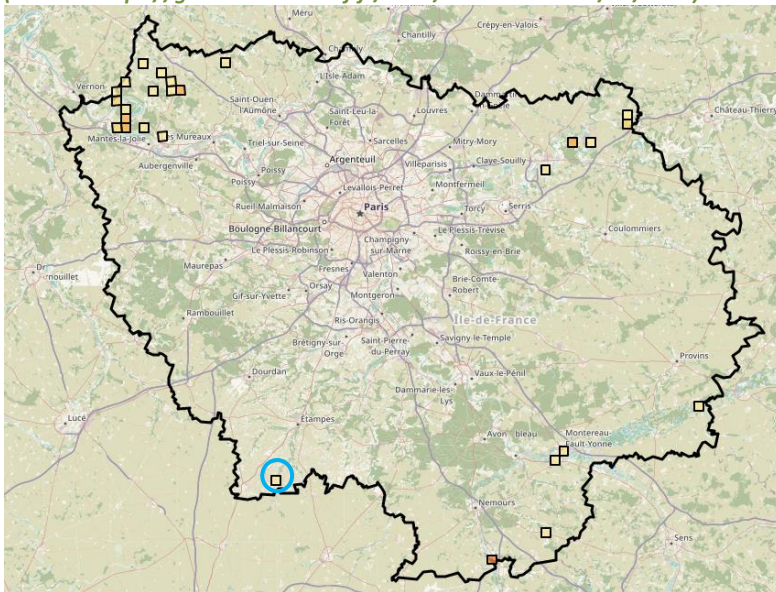 Méru
Crépy-en-Valois
Chantilly
L'Isle-Adam
Vernon
Saint-Ouen
l'Aumône
Saint-Leu-la
Forêt
Louvres
Château-Thierry
Mantes-la-Jolie
Les Mureaux
Triel-sur-Seine
Sarcelles
Mitry-Mory
Aubergenville
Poissy
Argenteuil
Villeparisis
Claye-Souilly
Poissy
Levallois-Perret
Montfermeil
Rueil-Malmaison
Paris
Torcy
Serris
Boulogne-Billancourt
Champigny
-sur-Marne
Le Plessis-Trévise
Coulommiers
Le Plessis-Robinson
Roissy-en-Brie
Maurepas
Fresnes
Valenton
Gif-sur-Yvette
Orsay
Montgeron
Brie-Comte-
Robert
Rambouillet
Ris-Orangis
Île-de-France
Brétigny-sur-
Orge
Saint-Pierre-
du-Perray
Savigny-le-Temple
Provins
Dourdan
Vaux-le-Pénil
Dammarie-les-
Lys
Lucé
Étampes
Avon
bleau
Montereau-
Fault-Yonne
Nemours
Sens